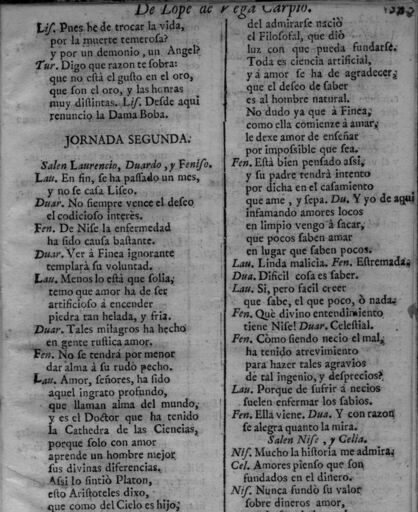 De Lope de Vega Carpio.
Lis. Pues he de trocar la vida,
por la muerte temerosa?
y por un demonio, un Angel?
Tur. Digo que razon te sobra:
que no está el gusto en el oro,
que son el oro, y las honras
muy distintas. Lis. Desde aqui
renuncio la Dama Boba.
JORNADA SEGUNDA.
Salen Laurencio, Duardo, y Feniso.
Lau. En fin, se ha passado un mes,
y no se casa Liseo.
Duar. No siempre vence el deseo
el codicioso interès.
Fen. De Nise la enfermedad
ha sido causa bastante.
Duar. Ver à Finea ignorante
templarà su voluntad.
Lau. Menos lo está que solia;
temo que amor ha de ser
artificioso á encender
piedra tan helada, y fria.
Duar. Tales milagros ha hecho
en gente rustica amor.
Fen. No se tendrá por menor
dar alma á su rudo pecho.
Lau. Amor, señores, ha sido
aquel ingrato profundo,
que llaman alma del mundo;
y es el Doctor que ha tenido
la Cathedra de las Ciencias,
porque solo con amor
aprende un hombre mejor
sus divinas diferencias.
Assi lo sintiò Platon,
esto Aristoteles dixo,
que como del Cielo es hijo,
del admirarse naciò
el Filosofal, que diò
luz con que pueda fundarse.
Toda es ciencia artificial,
y á amor se ha de agradecer,
que el deseo de saber
es al hombre natural.
No dudo ya que à Finea,
como ella comienze à amar,
le dexe amor de enseñar
por impossible que sea.
Fen. Està bien pensado assi,
y su padre tendrà intento
por dicha en el casamiento
que ame, y sepa. Du. Y yo de aqui
infamando amores locos
en limpio vengo á sacar,
que pocos saben amar
en lugar que saben pocos.
Lau. Linda malicia. Fen. Estremada.
Dua. Dificil cosa es saber.
Lau. Si, pero facil creer
que sabe, el que poco, ò nada.
Fen. Què divino entendimiento
tiene Nise! Duar. Celestial.
Fen. Còmo siendo necio el mal,
ha tenido atrevimiento
para hacer tales agravios
de tal ingenio, y desprecios?
Lau. Porque de sufrir á necios
suelen enfermar los sabios.
Fen. Ella viene. Dua. Y con razon
se alegra quanto la mira.
Salen Nise, y Celia.
Nis. Mucho la historia me admira.
Cel. Amores pienso que son
fundados en el dinero.
Nis. Nunca fundò su valor
sobre dineros amor,